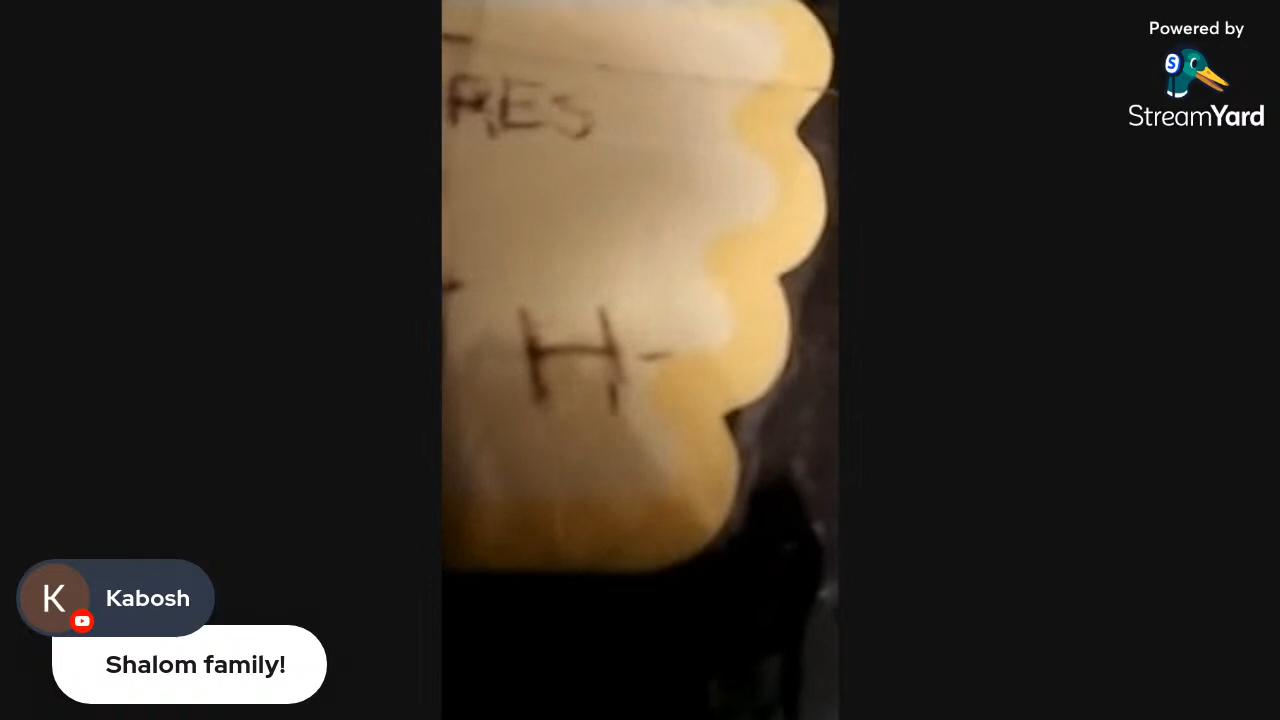 Powered by
StreamYard
RES
H-
K
Kabosh
Shalom family!